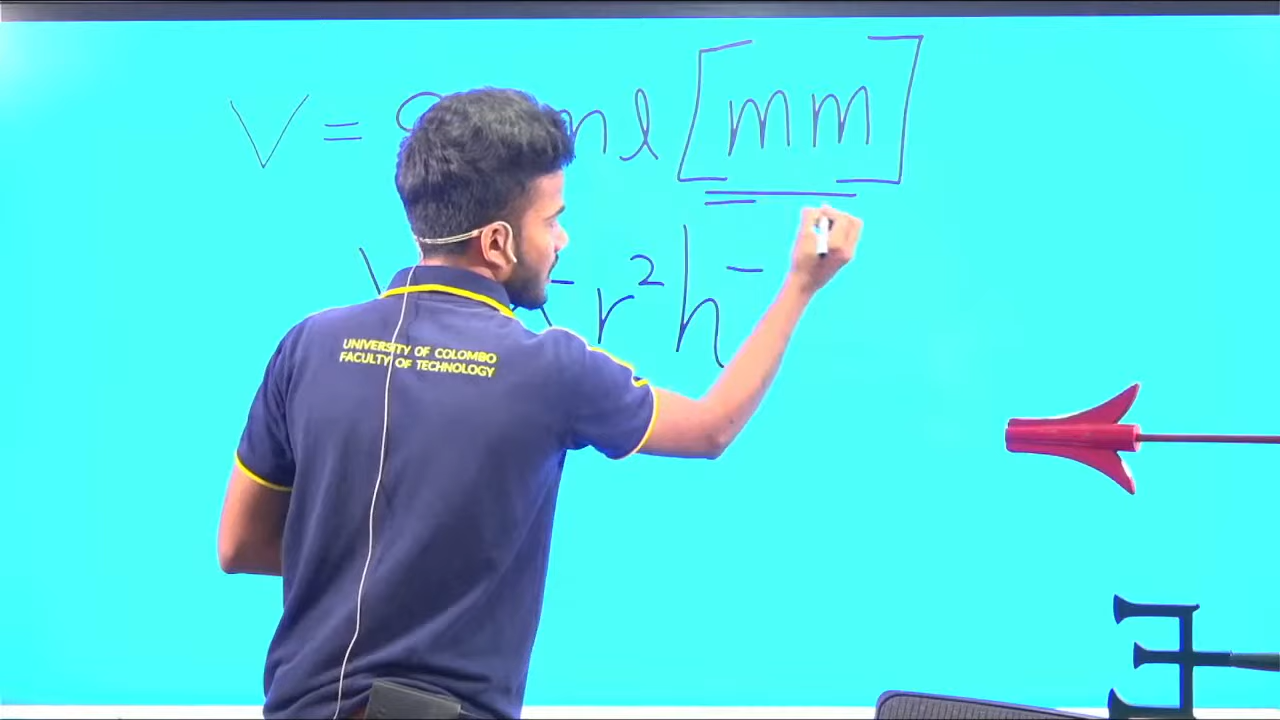 V = ml [mm]
r²h -
UNIVERSITY OF COLOMBO
FACULTY OF TECHNOLOGY